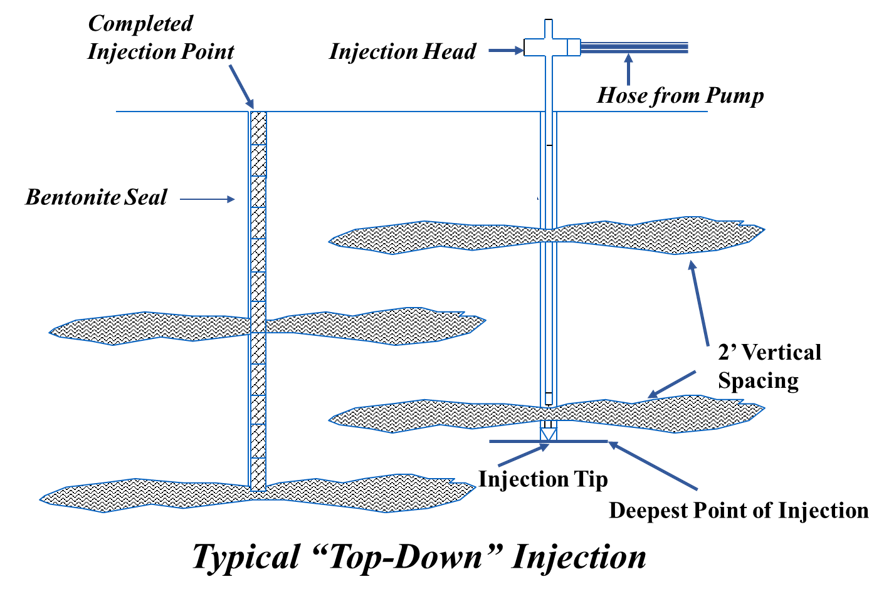 Completed
Injection Point
Injection Head
Hose from Pump
Bentonite Seal
2’ Vertical
Spacing
Injection Tip
Deepest Point of Injection
Typical “Top-Down” Injection